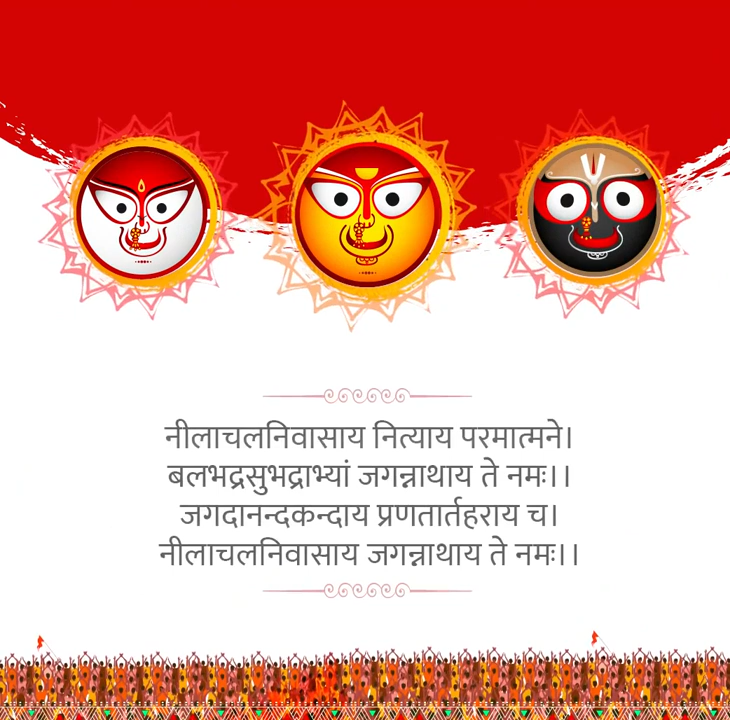 नीलाचलनिवासाय नित्याय परमात्मने।
बलभद्रसुभद्राभ्यां जगन्नाथाय ते नमः।।
जगदानन्दकन्दाय प्रणतार्तहराय च।
नीलाचलनिवासाय जगन्नाथाय ते नमः।।